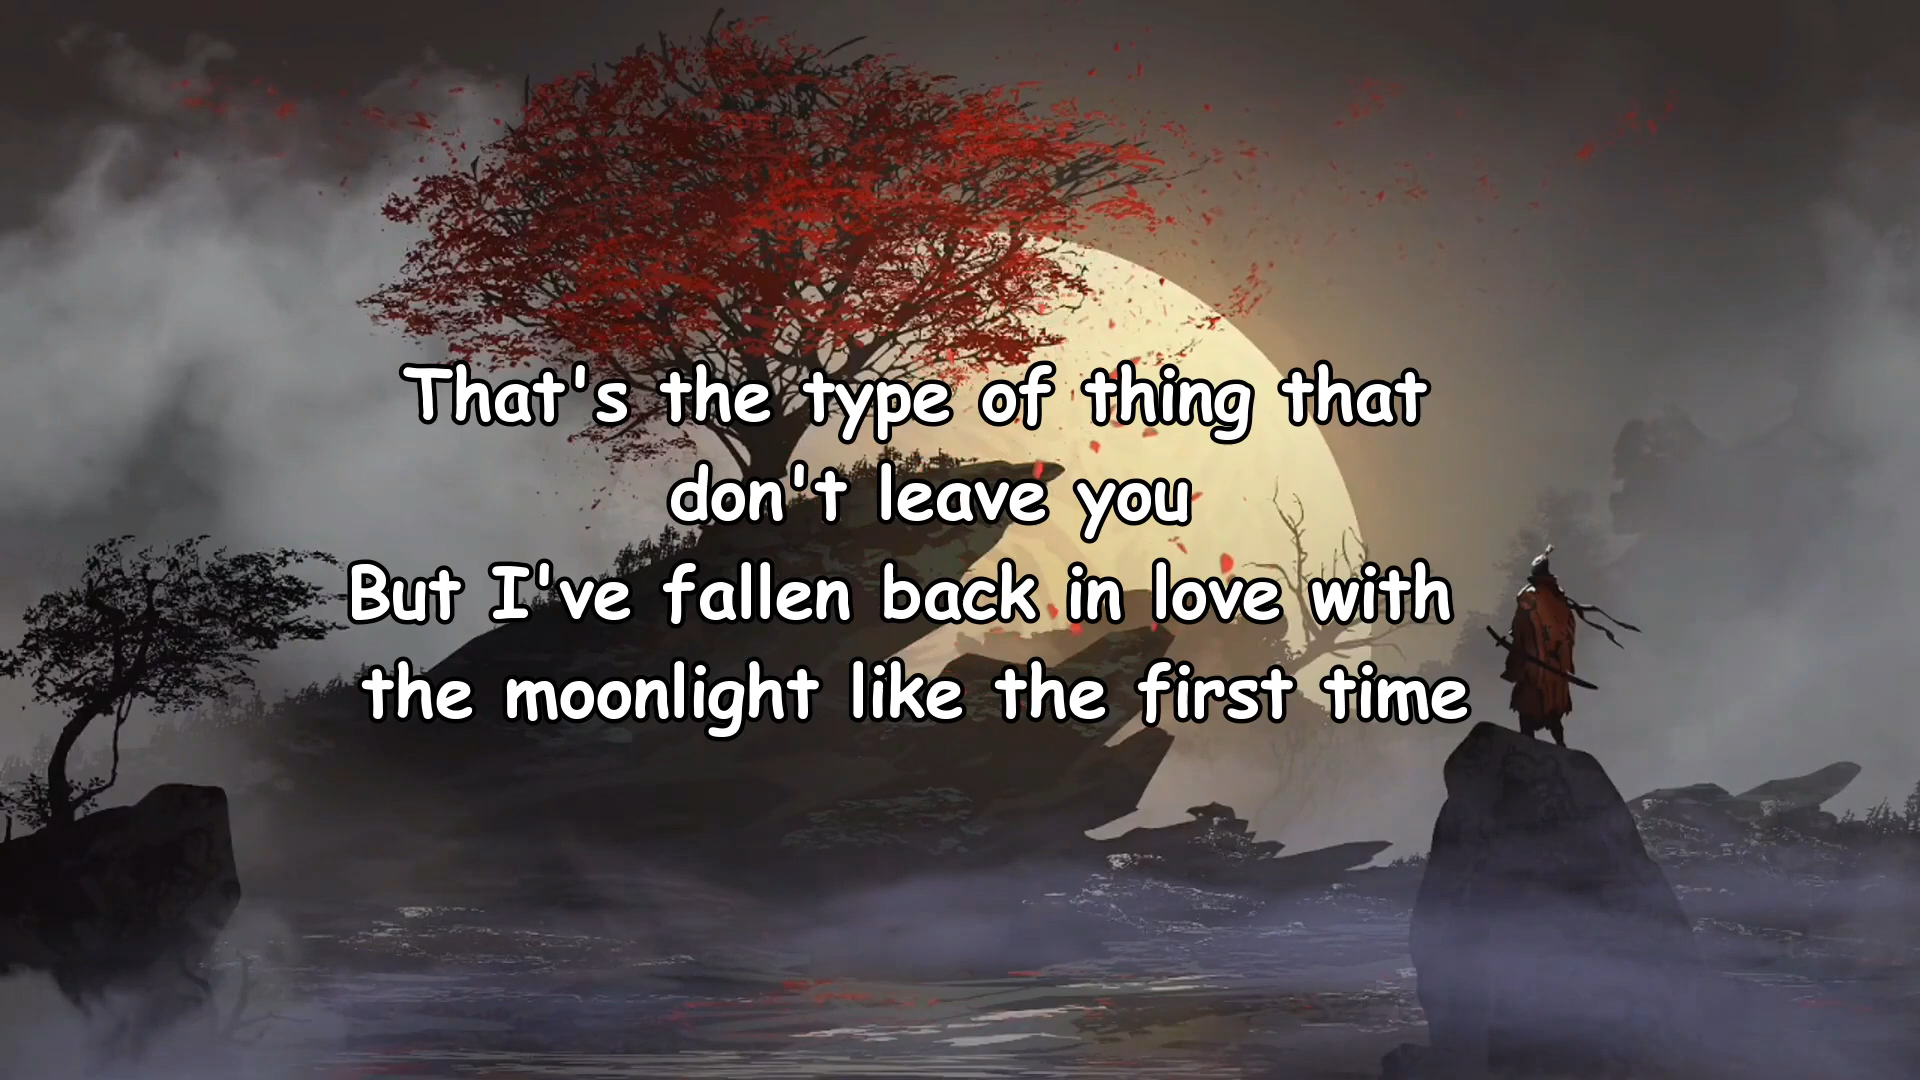 That's the type of thing that
don't leave you
But I've fallen back in love with
the moonlight like the first time